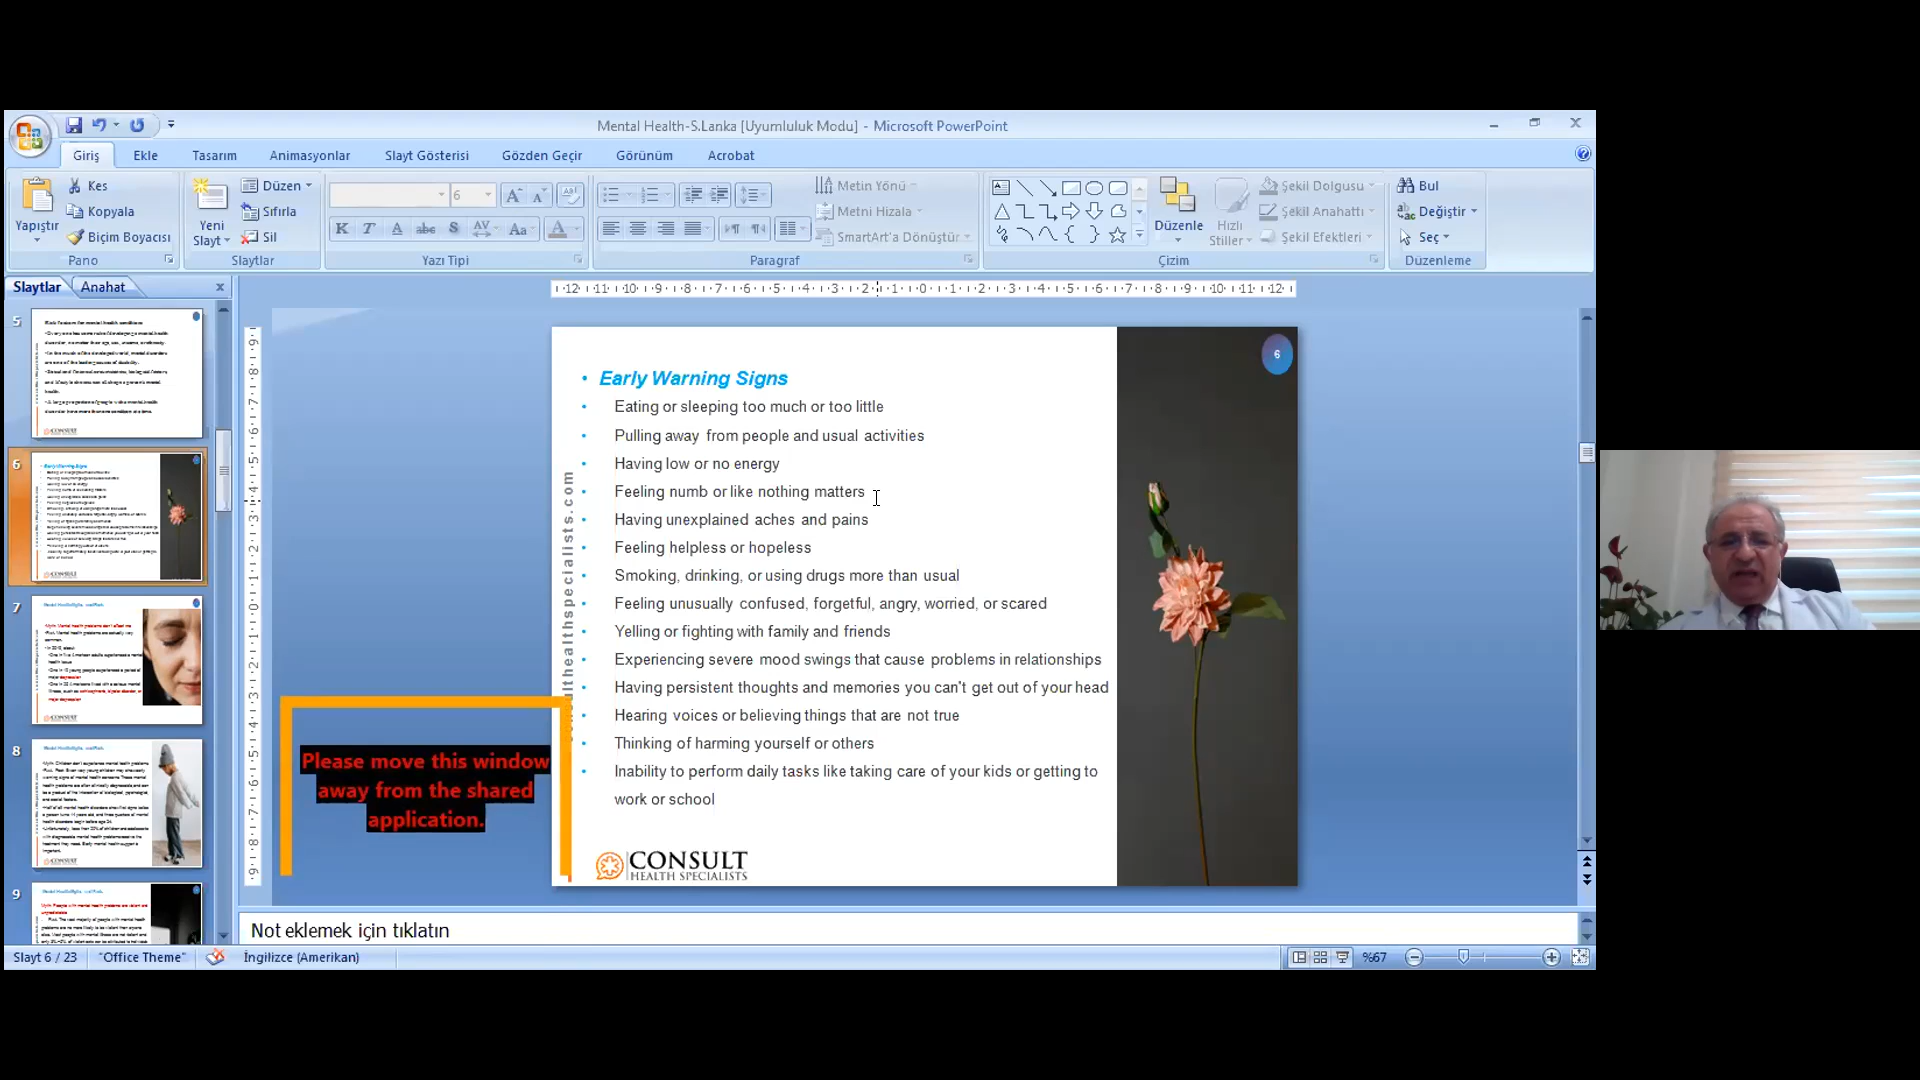 Mental Health-S.Lanka [Uyumluluk Modu] - Microsoft PowerPoint
Giriş Ekle Tasarım Animasyonlar Slayt Gösterisi Gözden Geçir Görünüm Acrobat
Yapıştır
Kes
Kopyala
Biçim Boyacısı
Pano
Yeni
Slayt
Düzen
Sıfırla
Sil
Slaytlar
6
Yazı Tipi
Metin Yönü
Metni Hizala
SmartArt'a Dönüştür
Paragraf
Düzenle
Hızlı
Stiller
Şekil Dolgusu
Şekil Anahattı
Şekil Efektleri
Çizim
Bul
Değiştir
Seç
Düzenleme
Slaytlar Anahat
5
6
7
8
9
6
• Early Warning Signs
• Eating or sleeping too much or too little
• Pulling away from people and usual activities
• Having low or no energy
• Feeling numb or like nothing matters
• Having unexplained aches and pains
• Feeling helpless or hopeless
• Smoking, drinking, or using drugs more than usual
• Feeling unusually confused, forgetful, angry, worried, or scared
• Yelling or fighting with family and friends
• Experiencing severe mood swings that cause problems in relationships
• Having persistent thoughts and memories you can't get out of your head
• Hearing voices or believing things that are not true
• Thinking of harming yourself or others
• Inability to perform daily tasks like taking care of your kids or getting to
work or school
CONSULT
HEALTH SPECIALISTS
Please move this window
away from the shared
application.
Not eklemek için tıklatın
Slayt 6 / 23 "Office Theme" İngilizce (Amerikan) %67